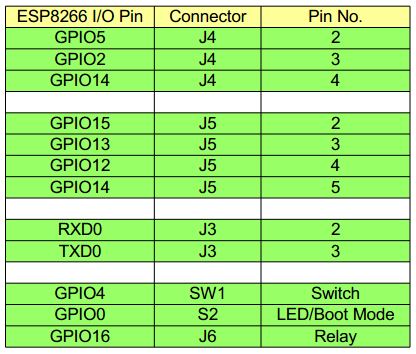 ESP8266 I/O Pin Connector Pin No.
GPIO5 J4 2
GPIO2 J4 3
GPIO14 J4 4
GPIO15 J5 2
GPIO13 J5 3
GPIO12 J5 4
GPIO14 J5 5
RXD0 J3 2
TXD0 J3 3
GPIO4 SW1 Switch
GPIO0 S2 LED/Boot Mode
GPIO16 J6 Relay